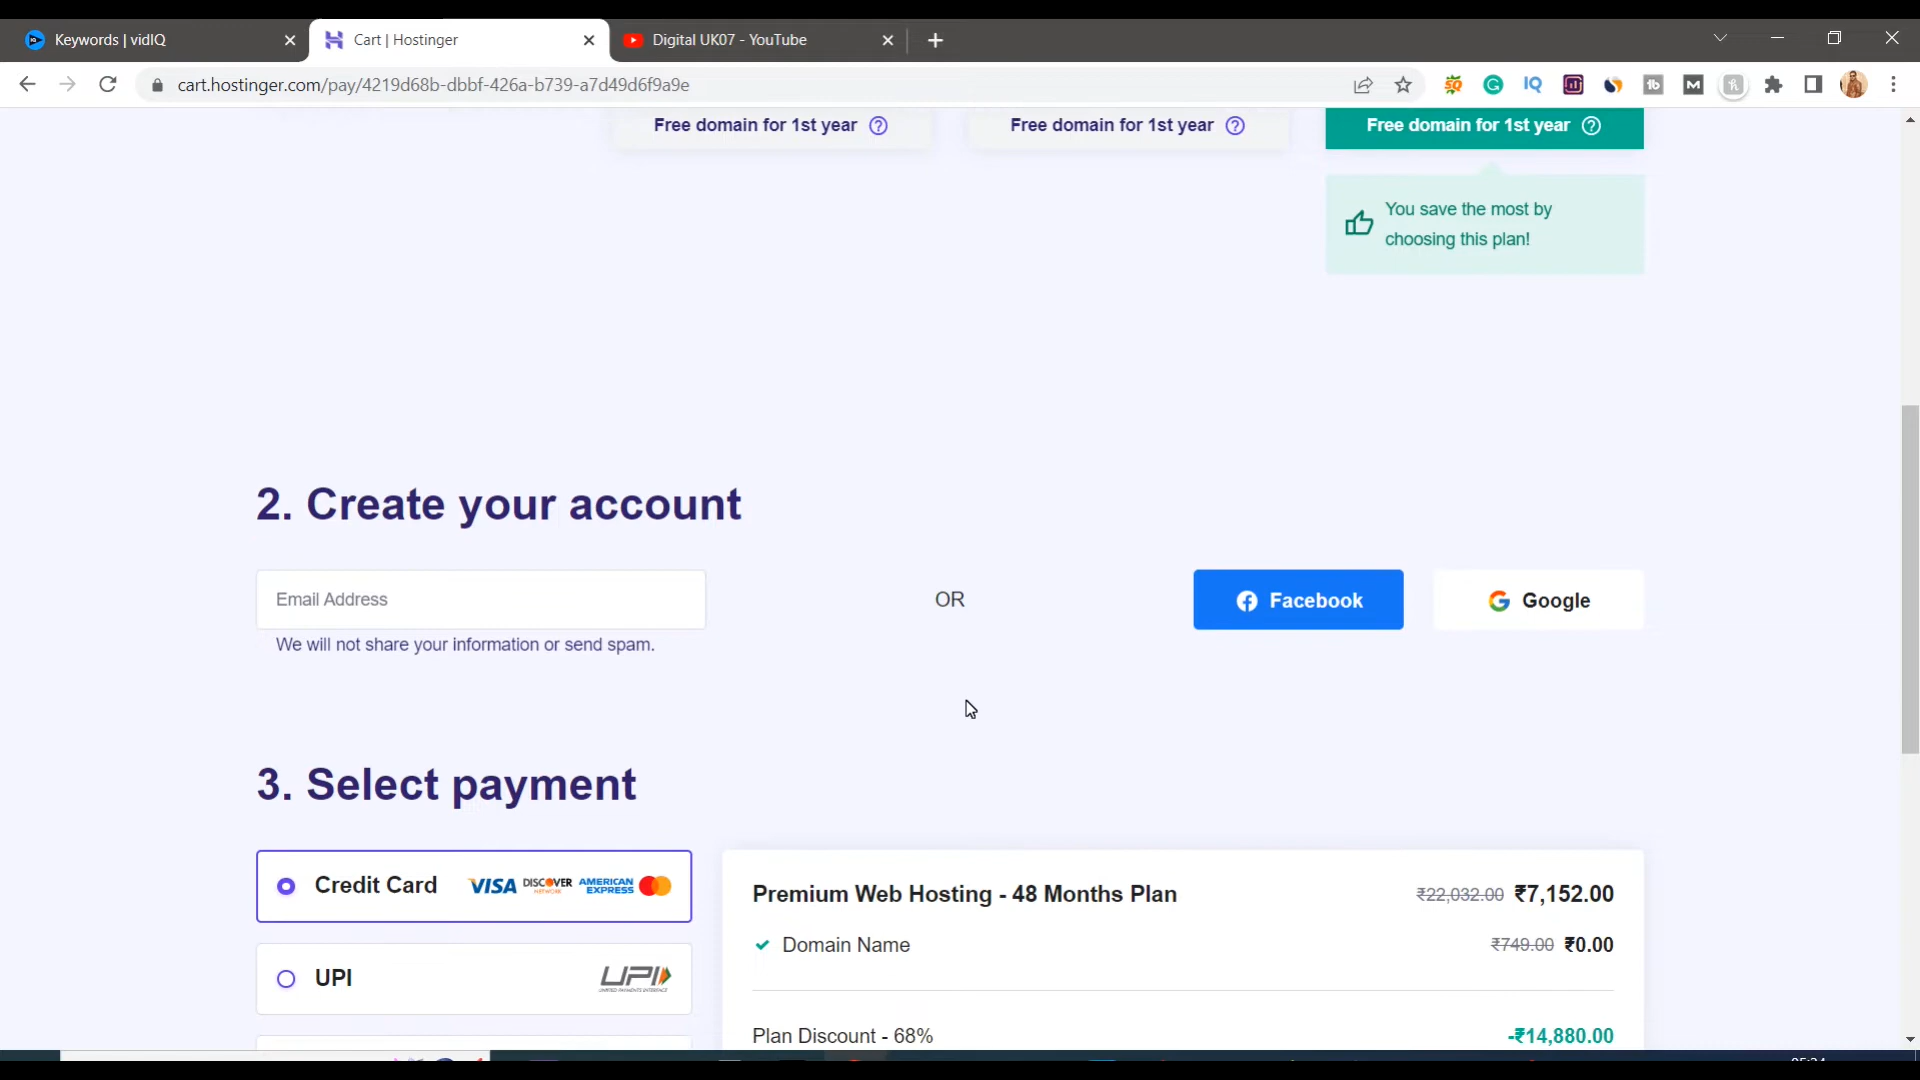 Keywords | vidIQ
Cart | Hostinger
Digital UK07 - YouTube
cart.hostinger.com/pay/4219d68b-dbbf-426a-b739-a7d49d6f9a9e
Free domain for 1st year
Free domain for 1st year
Free domain for 1st year
You save the most by
choosing this plan!
2. Create your account
Email Address
OR
Facebook
Google
We will not share your information or send spam.
3. Select payment
Credit Card
VISA
DISCOVER
NETWORK
AMERICAN
EXPRESS
Premium Web Hosting - 48 Months Plan
₹22,032.00 ₹7,152.00
Domain Name
₹749.00 ₹0.00
UPI
UPI
UNIFIED PAYMENTS INTERFACE
Plan Discount - 68%
-₹14,880.00